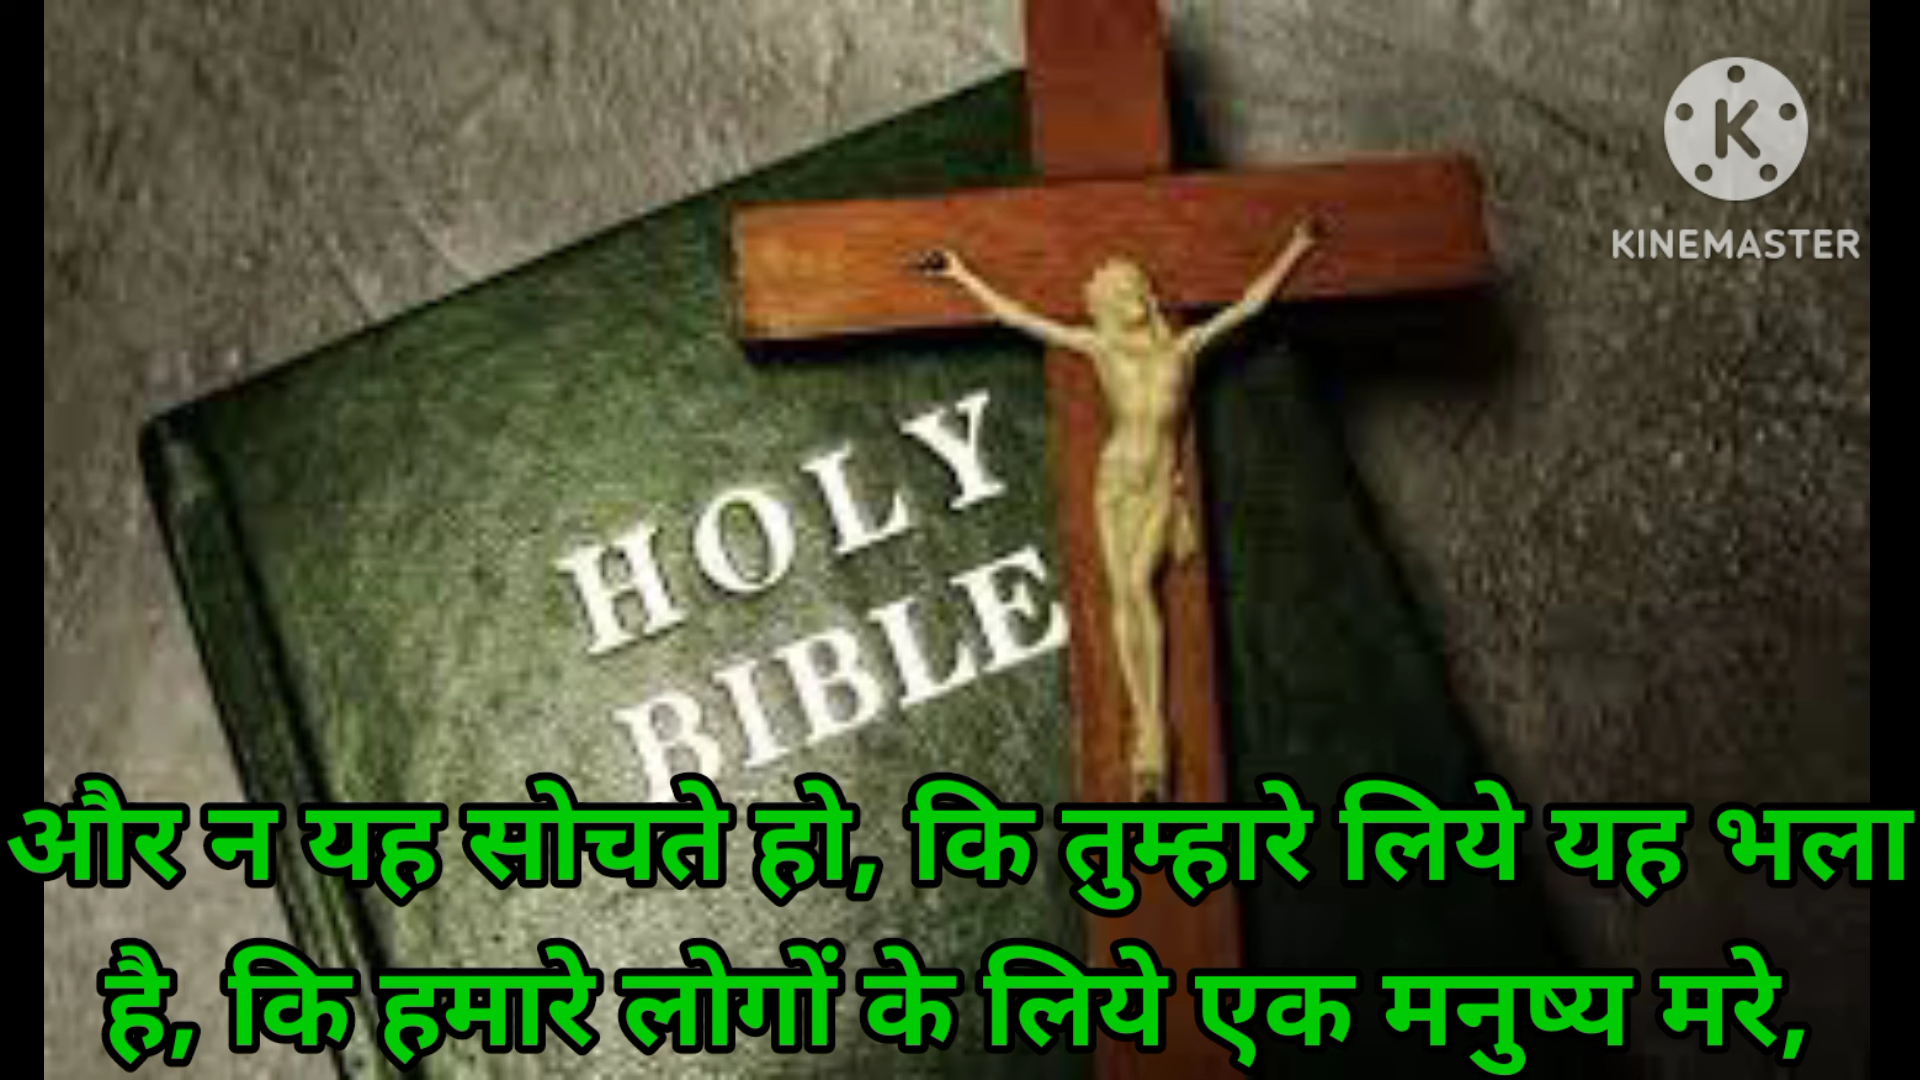 K
KINEMASTER
HOLY
BIBLE
और न यह सोचते हो, कि तुम्हारे लिये यह भला
है, कि हमारे लोगों के लिये एक मनुष्य मरे,